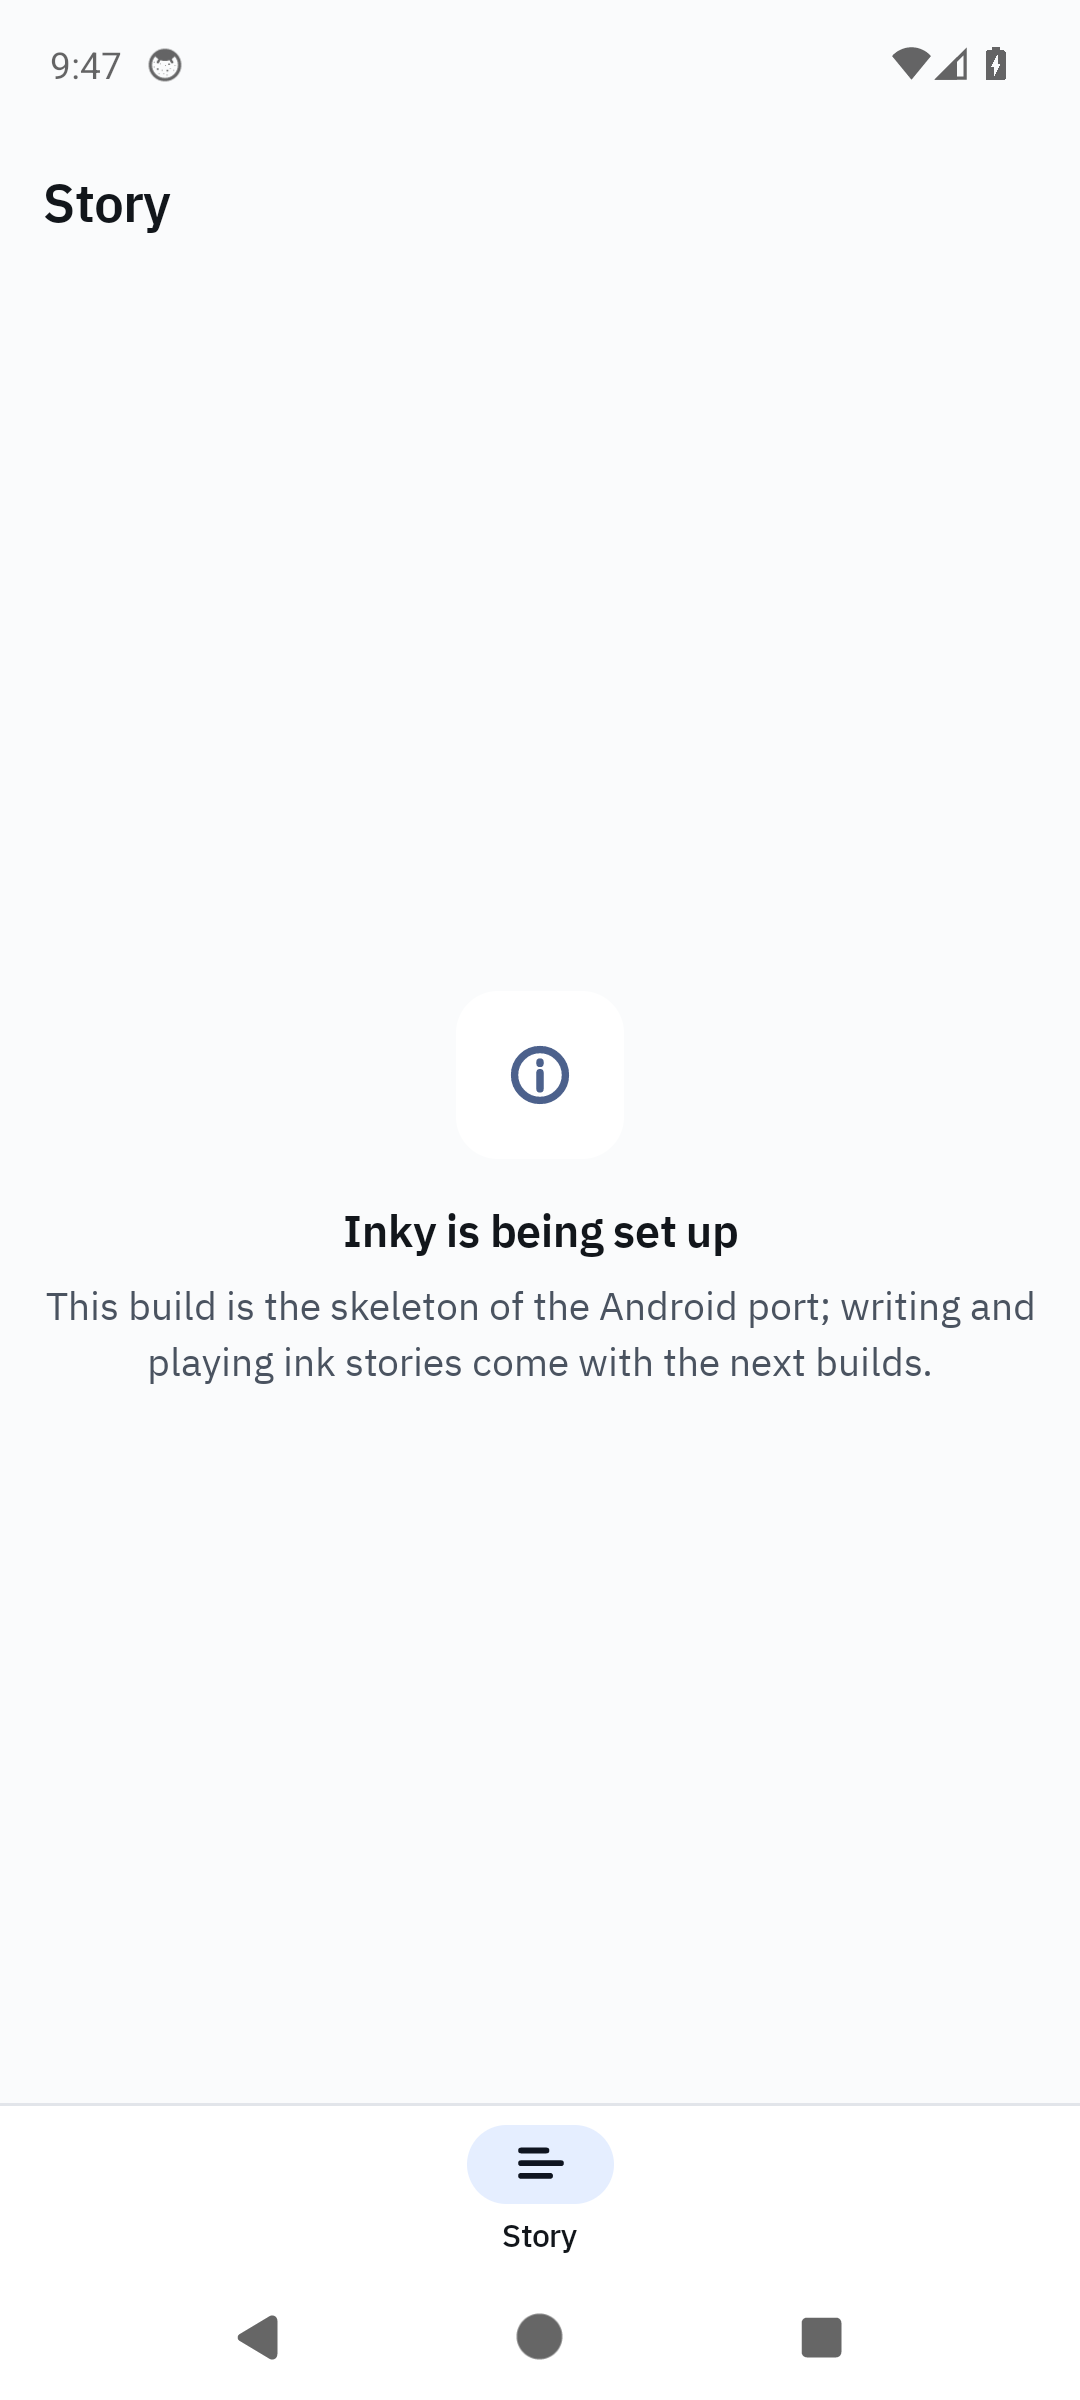 9:47
Story
Inky is being set up
This build is the skeleton of the Android port; writing and
playing ink stories come with the next builds.
Story